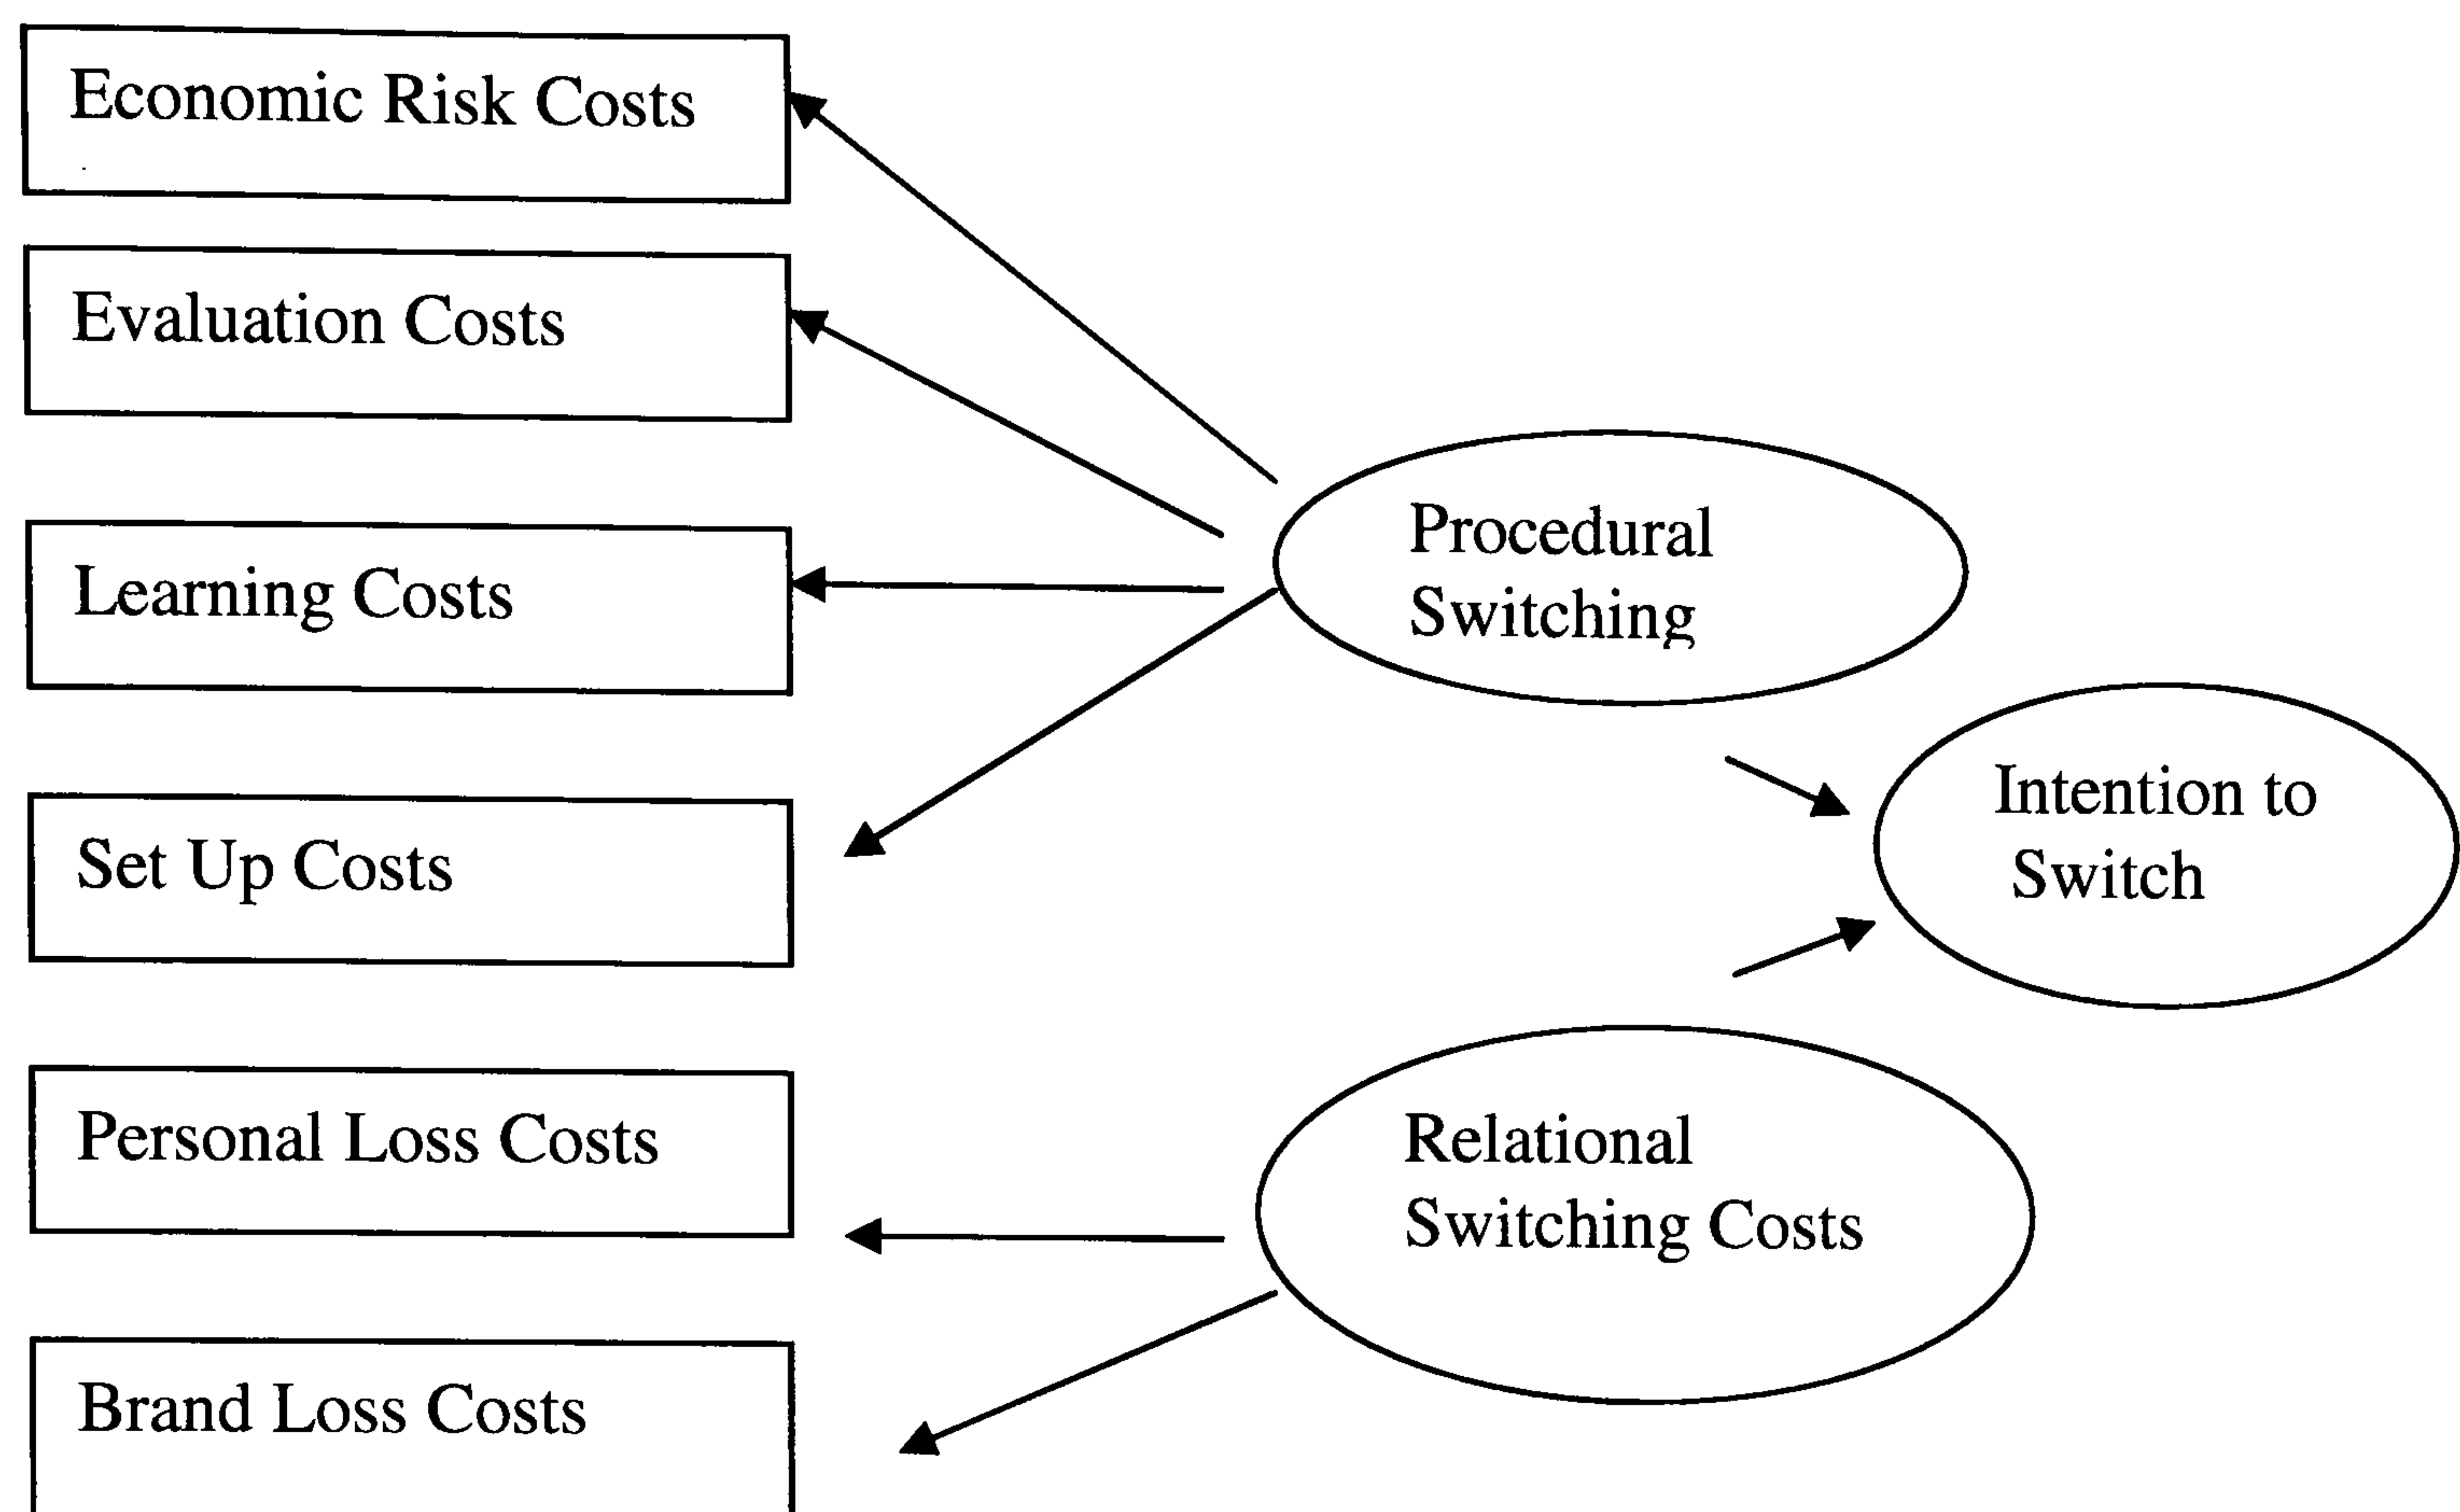 Economic Risk Costs
Evaluation Costs
Learning Costs
Set Up Costs
Personal Loss Costs
Brand Loss Costs
Procedural
Switching
Relational
Switching Costs
Intention to
Switch